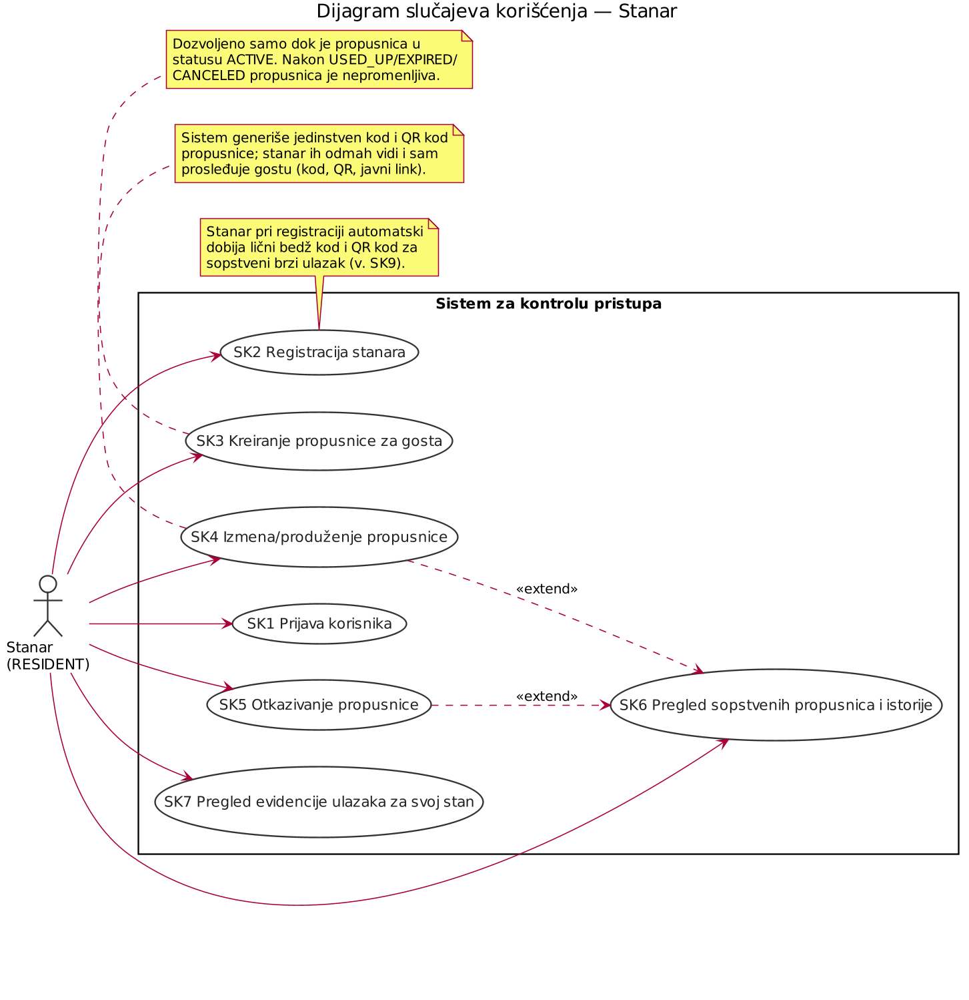 Dijagram slučajeva korišćenja — Stanar
Dozvoljeno samo dok je propusnica u
statusu ACTIVE. Nakon USED_UP/EXPIRED/
CANCELED propusnica je nepromenljiva.
Sistem generiše jedinstven kod i QR kod
propusnice; stanar ih odmah vidi i sam
prosleđuje gostu (kod, QR, javni link).
Stanar pri registraciji automatski
dobija lični bedž kod i QR kod za
sopstveni brzi ulazak (v. SK9).
Sistem za kontrolu pristupa
SK2 Registracija stanara
SK3 Kreiranje propusnice za gosta
SK4 Izmena/produženje propusnice
«extend»
SK1 Prijava korisnika
Stanar
(RESIDENT)
SK5 Otkazivanje propusnice
«extend»
SK6 Pregled sopstvenih propusnica i istorije
SK7 Pregled evidencije ulazaka za svoj stan